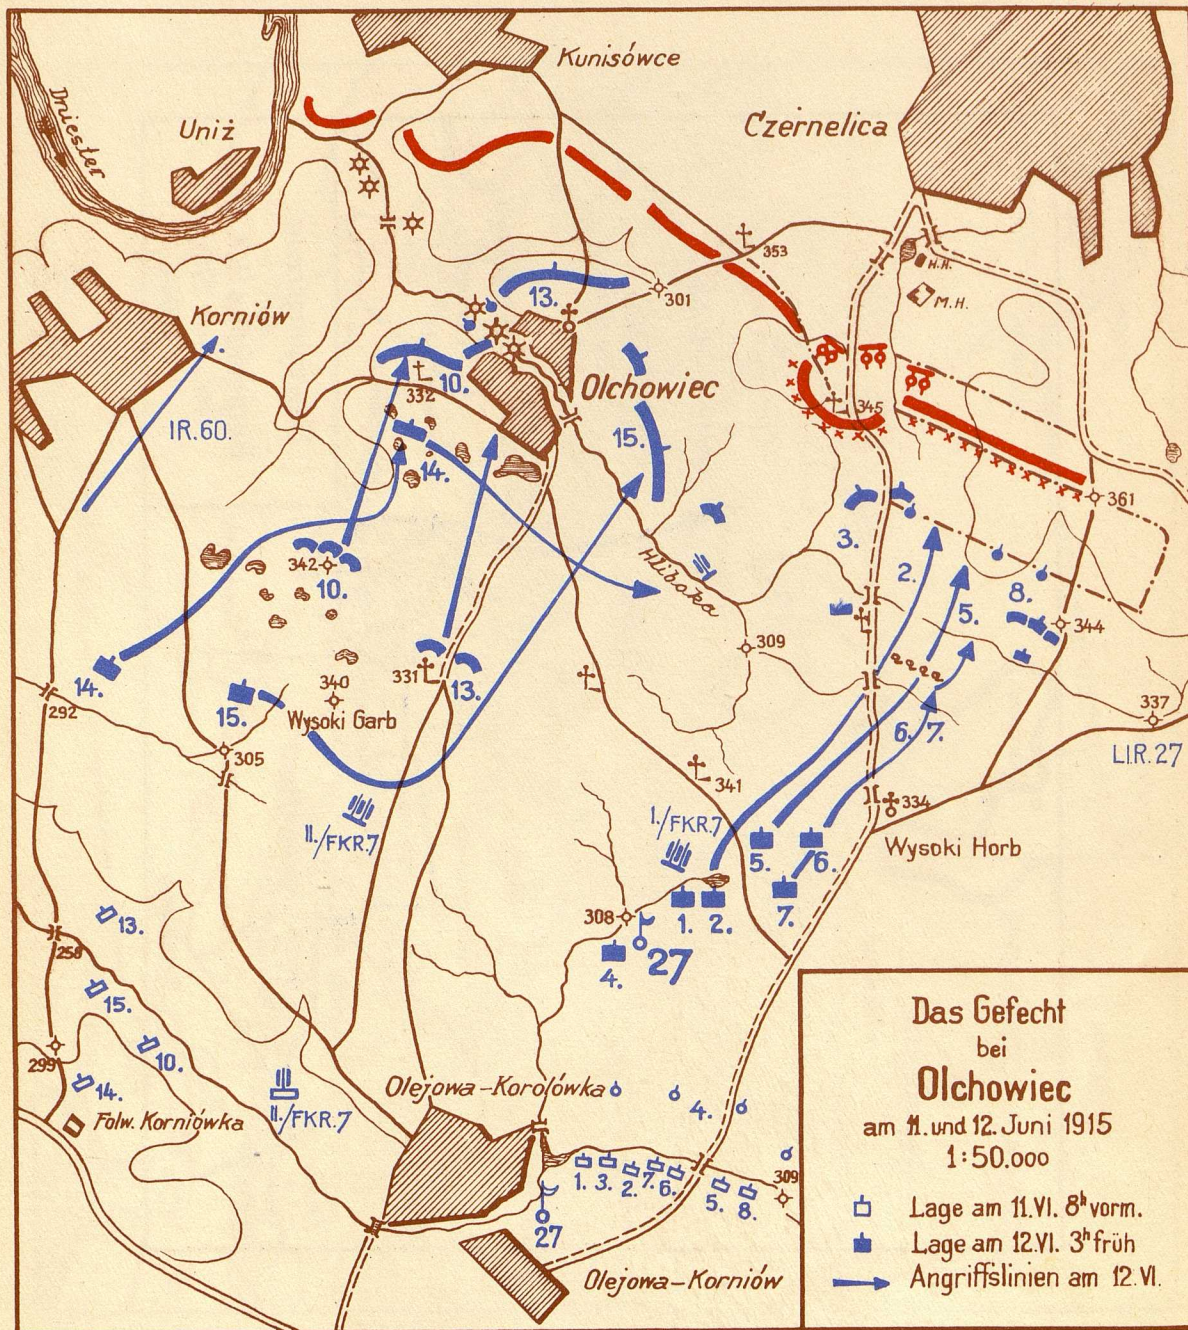 Kunisówce
Dniester
Uniż
Czernelica
353
H.H.
M.H.
13.
301
Korniów
10.
332
Olchowiec
345
IR.60.
14.
15.
361
3.
2.
342
10.
Hliboka
8.
5.
309
344
14.
331
13.
340
292
15.
Wysoki Garb
6. 7.
337
305
LIR.27
341
334
II./FKR.7
I./FKR.7
5.
6.
Wysoki Horb
7.
1.
2.
308
4.
27
13.
258
15.
10.
299
14.
Folw. Korniówka
II./FKR.7
Olejowa-Korolówka
4.
309
1. 3. 2. 7. 6. 5. 8.
27
Olejowa-Korniów
Das Gefecht
bei
Olchowiec
am 11. und 12. Juni 1915
1:50.000
Lage am 11.VI. 8h vorm.
Lage am 12.VI. 3h früh
Angriffslinien am 12.VI.